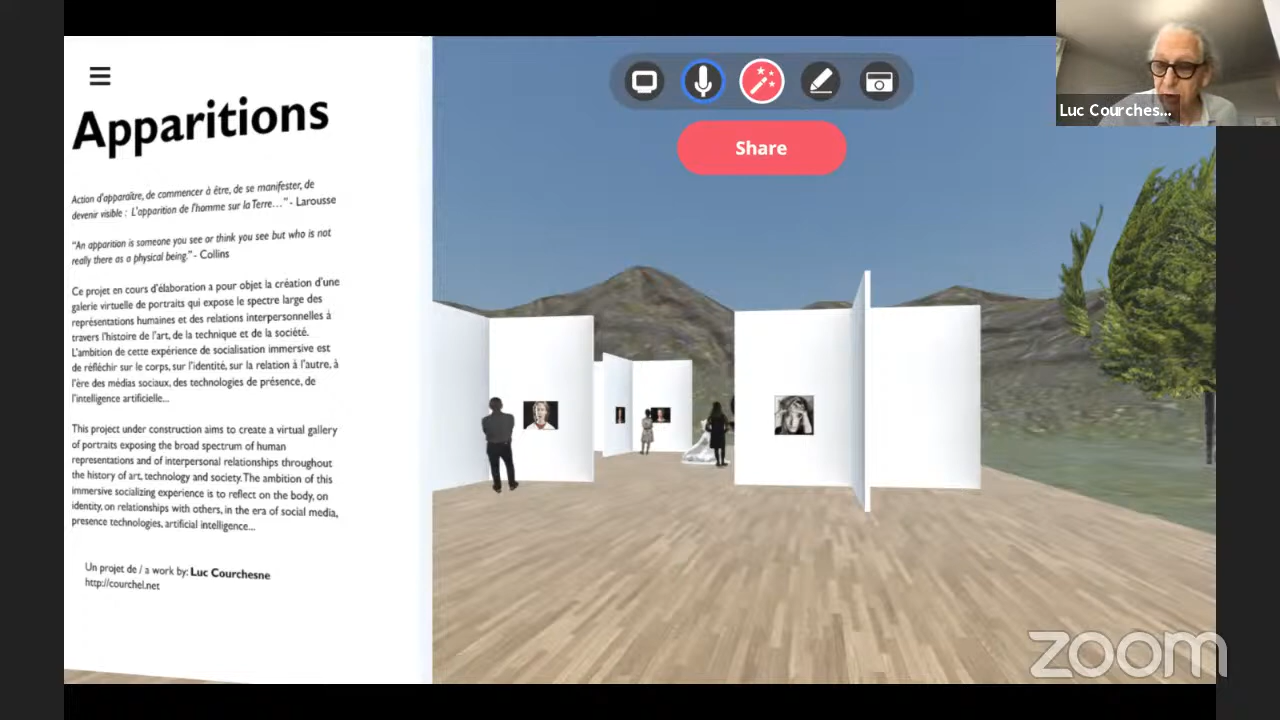 Apparitions
Action d'apparaître, de commencer à être, de se manifester, de
devenir visible : L'apparition de l'homme sur la Terre…" - Larousse
"An apparition is someone you see or think you see but who is not
really there as a physical being." - Collins
Ce projet en cours d'élaboration a pour objet la création d'une
galerie virtuelle de portraits qui expose le spectre large des
représentations humaines et des relations interpersonnelles à
travers l'histoire de l'art, de la technique et de la société.
L'ambition de cette expérience de socialisation immersive est
de réfléchir sur le corps, sur l'identité, sur la relation à l'autre, à
l'ère des médias sociaux, des technologies de présence, de
l'intelligence artificielle...
This project under construction aims to create a virtual gallery
of portraits exposing the broad spectrum of human
representations and of interpersonal relationships throughout
the history of art, technology and society. The ambition of this
immersive socializing experience is to reflect on the body, on
identity, on relationships with others, in the era of social media,
presence technologies, artificial intelligence...
Un projet de / a work by: Luc Courchesne
http://courchel.net
Share
Luc Courches...
zoom